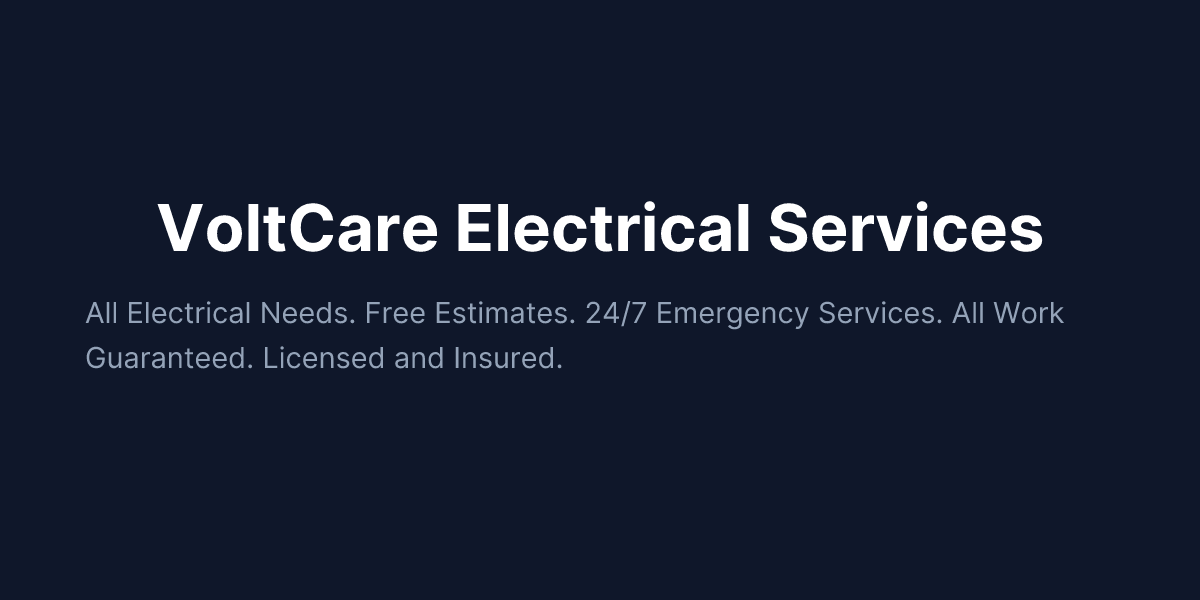 VoltCare Electrical Services
All Electrical Needs. Free Estimates. 24/7 Emergency Services. All Work
Guaranteed. Licensed and Insured.